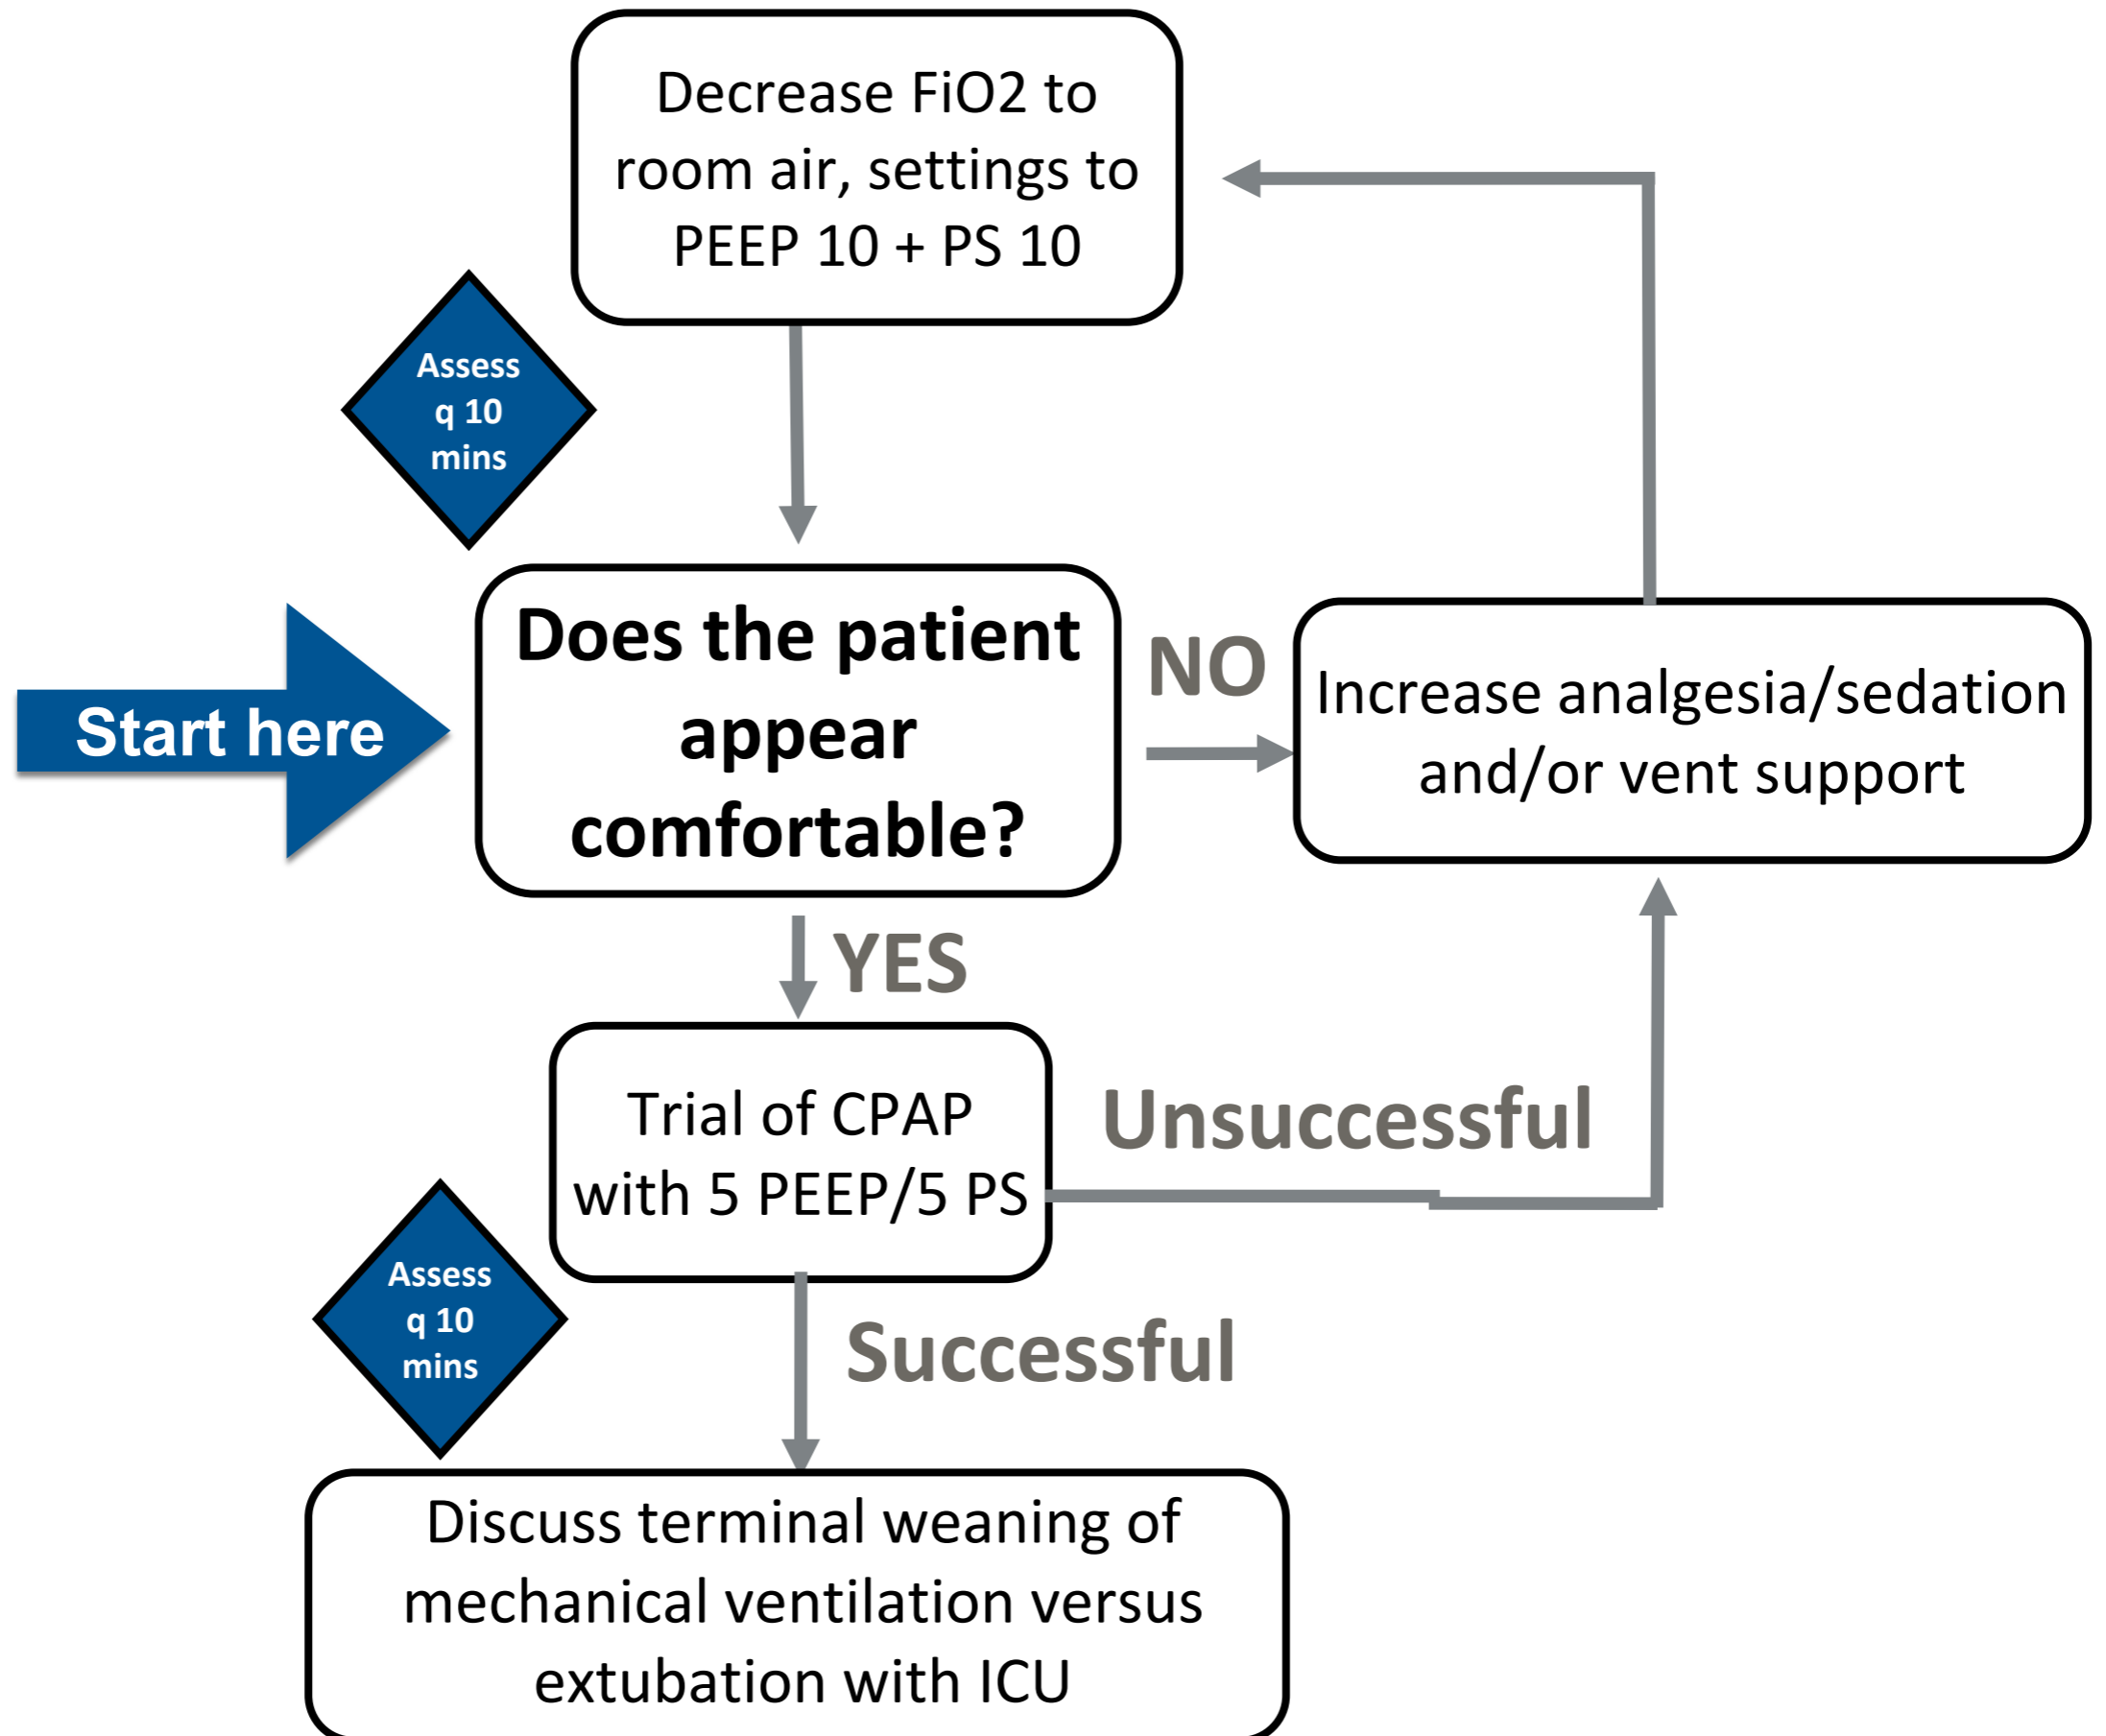 Decrease FiO2 to
room air, settings to
PEEP 10 + PS 10
Assess
q 10
mins
Start here
Does the patient
appear
comfortable?
NO
Increase analgesia/sedation
and/or vent support
YES
Trial of CPAP
with 5 PEEP/5 PS
Unsuccessful
Assess
q 10
mins
Successful
Discuss terminal weaning of
mechanical ventilation versus
extubation with ICU